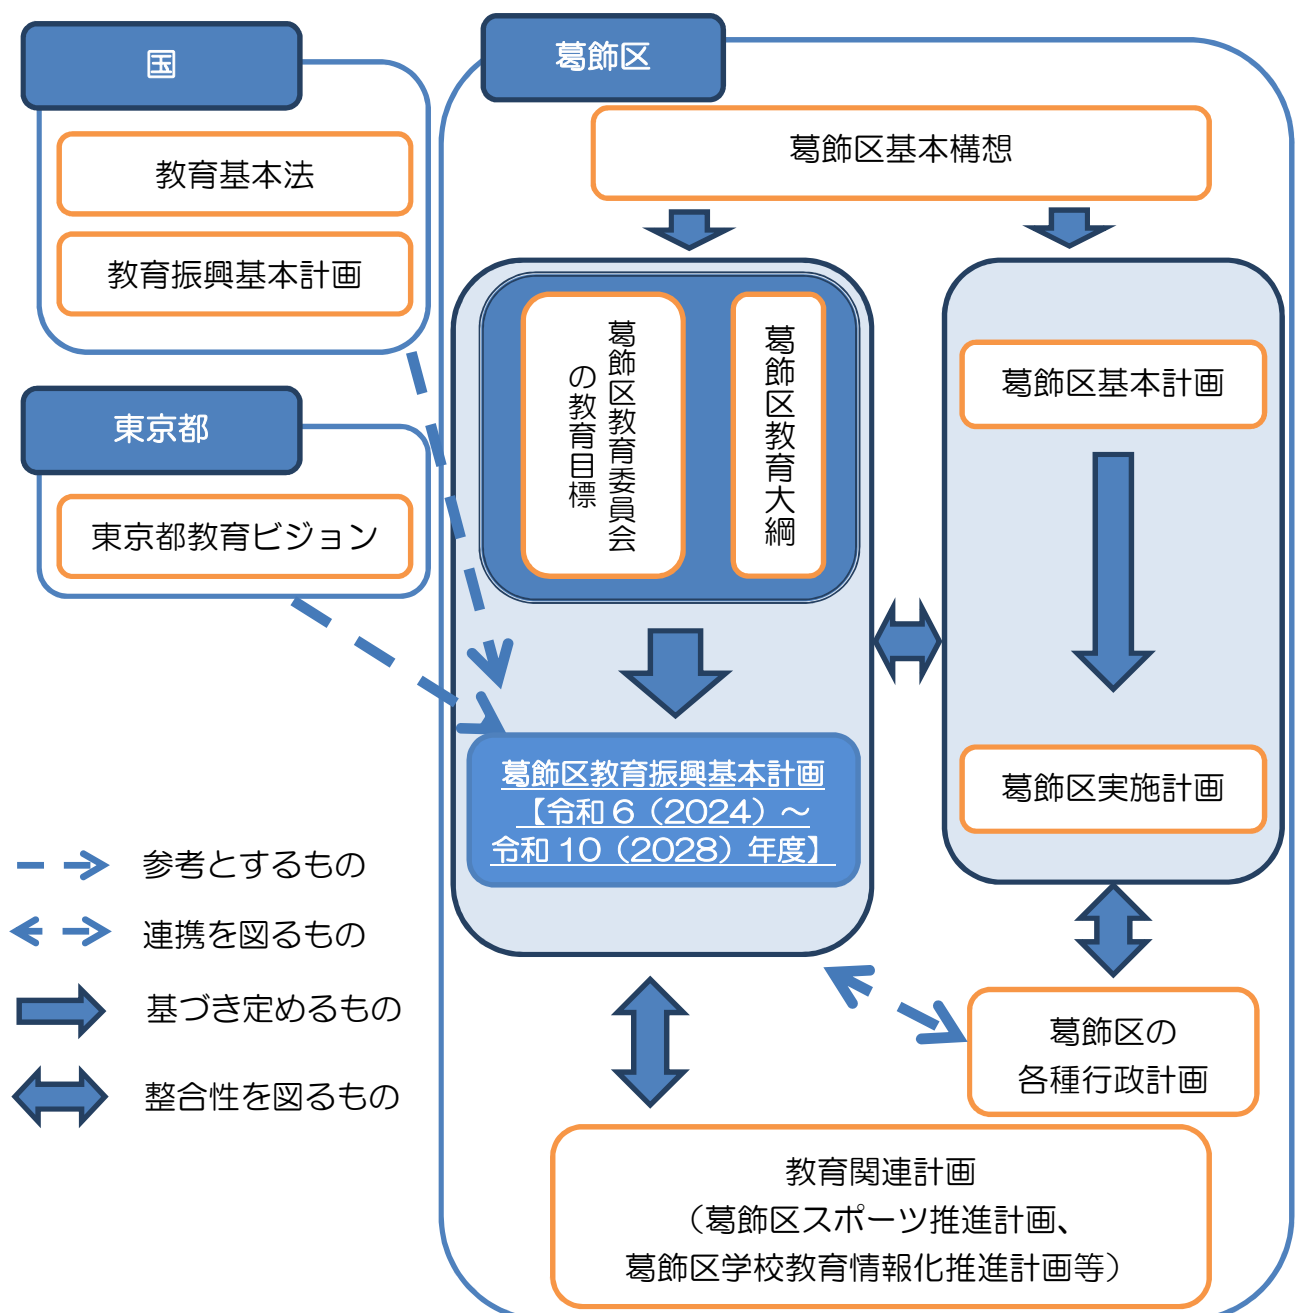 国
教育基本法
教育振興基本計画
東京都
東京都教育ビジョン
葛飾区
葛飾区基本構想
葛飾区教育委員会
の教育目標
葛飾区教育大綱
葛飾区教育振興基本計画
【令和６（2024）～
令和 10（2028）年度】
葛飾区基本計画
葛飾区実施計画
葛飾区の
各種行政計画
教育関連計画
（葛飾区スポーツ推進計画、
葛飾区学校教育情報化推進計画等）
参考とするもの
連携を図るもの
基づき定めるもの
整合性を図るもの